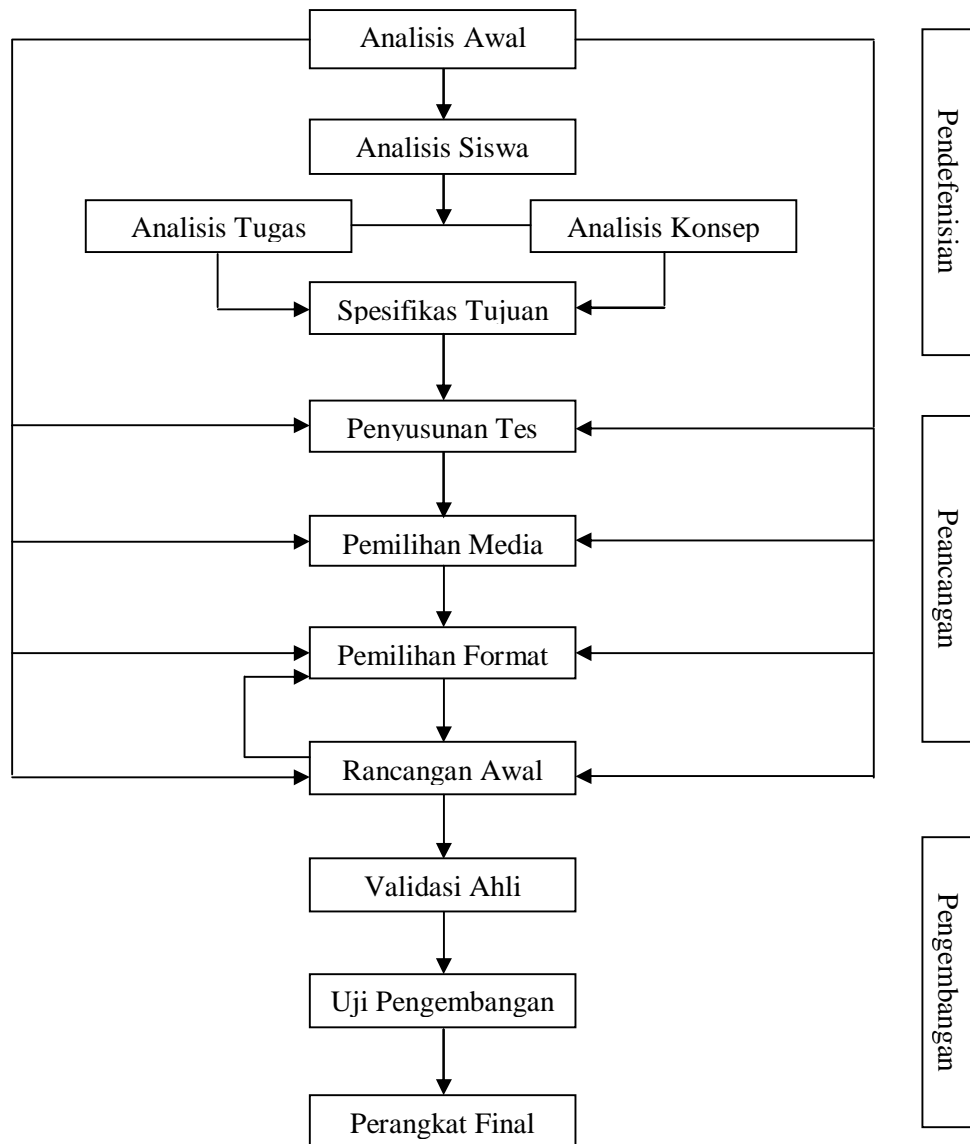 Analisis Awal
Analisis Siswa
Analisis Tugas
Analisis Konsep
Spesifikas Tujuan
Penyusunan Tes
Pemilihan Media
Pemilihan Format
Rancangan Awal
Validasi Ahli
Uji Pengembangan
Perangkat Final
Pendefenisian
Peancangan
Pengembangan